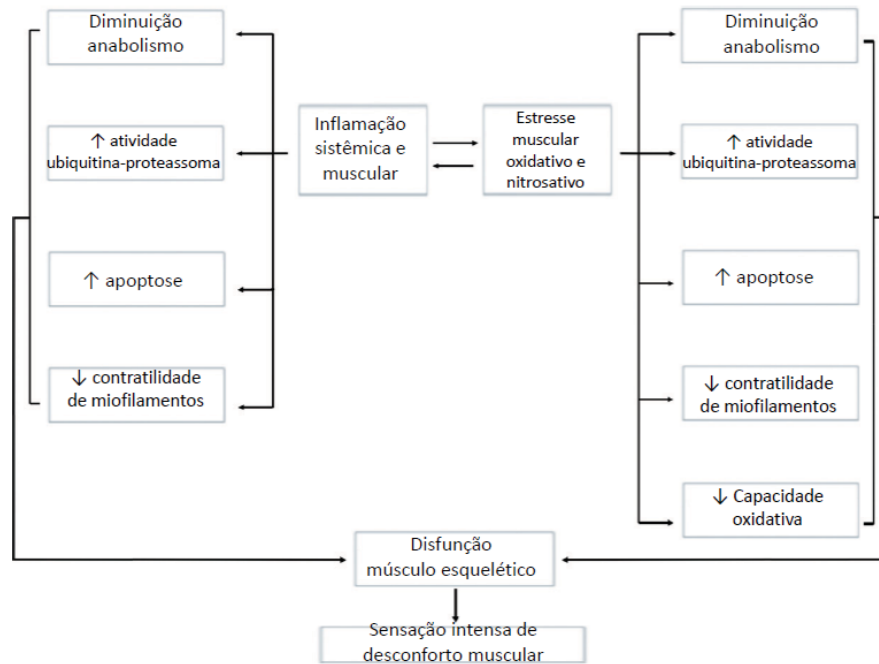 Diminuição
anabolismo
↑ atividade
ubiquitina-proteassoma
↑ apoptose
↓ contratilidade
de miofilamentos
Inflamação
sistêmica e
muscular
Estresse
muscular
oxidativo e
nitrosativo
Diminuição
anabolismo
↑ atividade
ubiquitina-proteassoma
↑ apoptose
↓ contratilidade
de miofilamentos
↓ Capacidade
oxidativa
Disfunção
músculo esquelético
Sensação intensa de
desconforto muscular